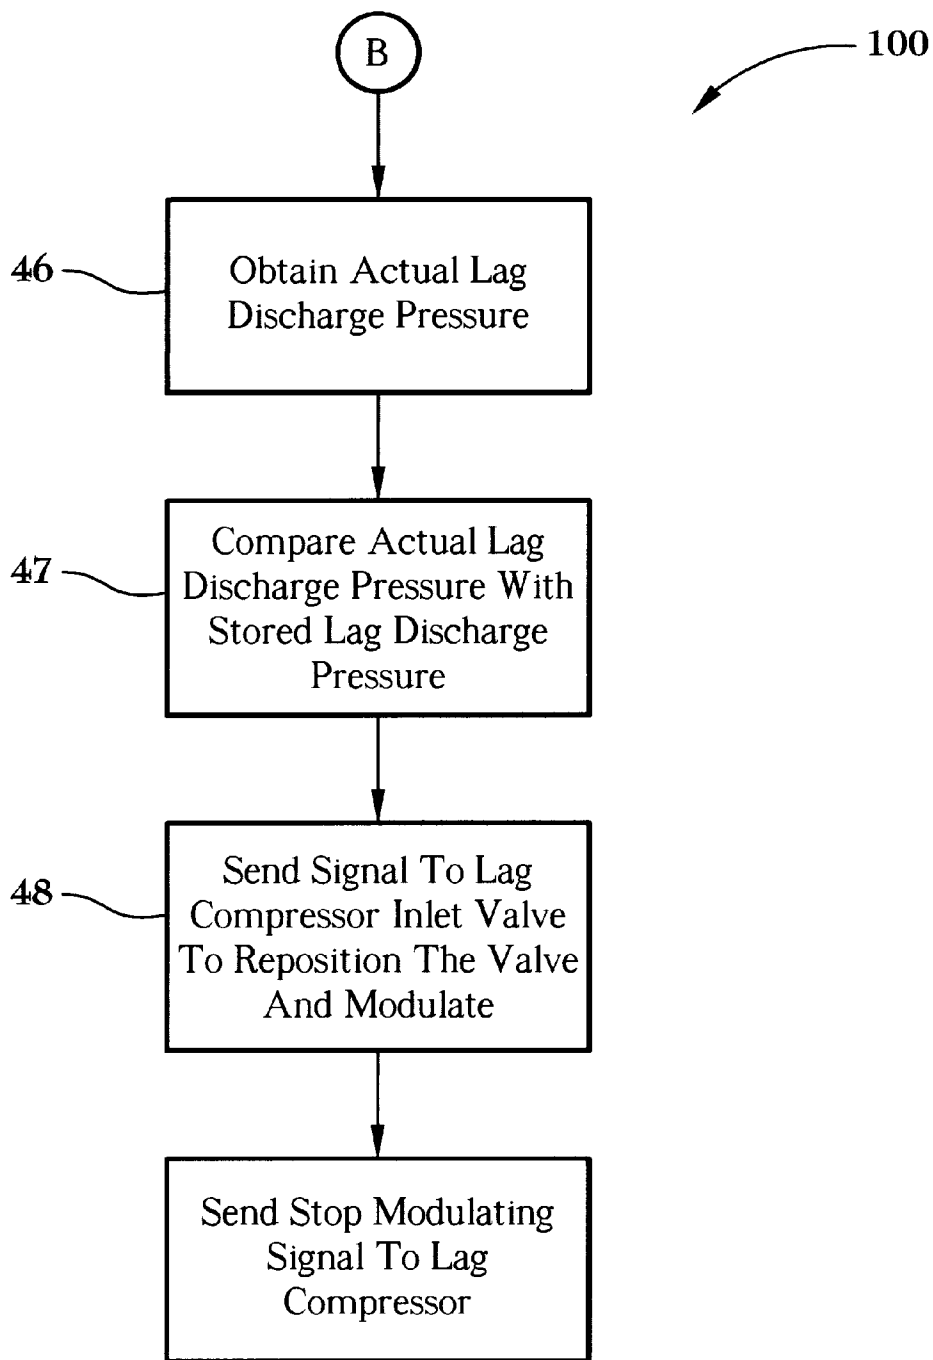 B
100
46
Obtain Actual Lag
Discharge Pressure
47
Compare Actual Lag
Discharge Pressure With
Stored Lag Discharge
Pressure
48
Send Signal To Lag
Compressor Inlet Valve
To Reposition The Valve
And Modulate
Send Stop Modulating
Signal To Lag
Compressor